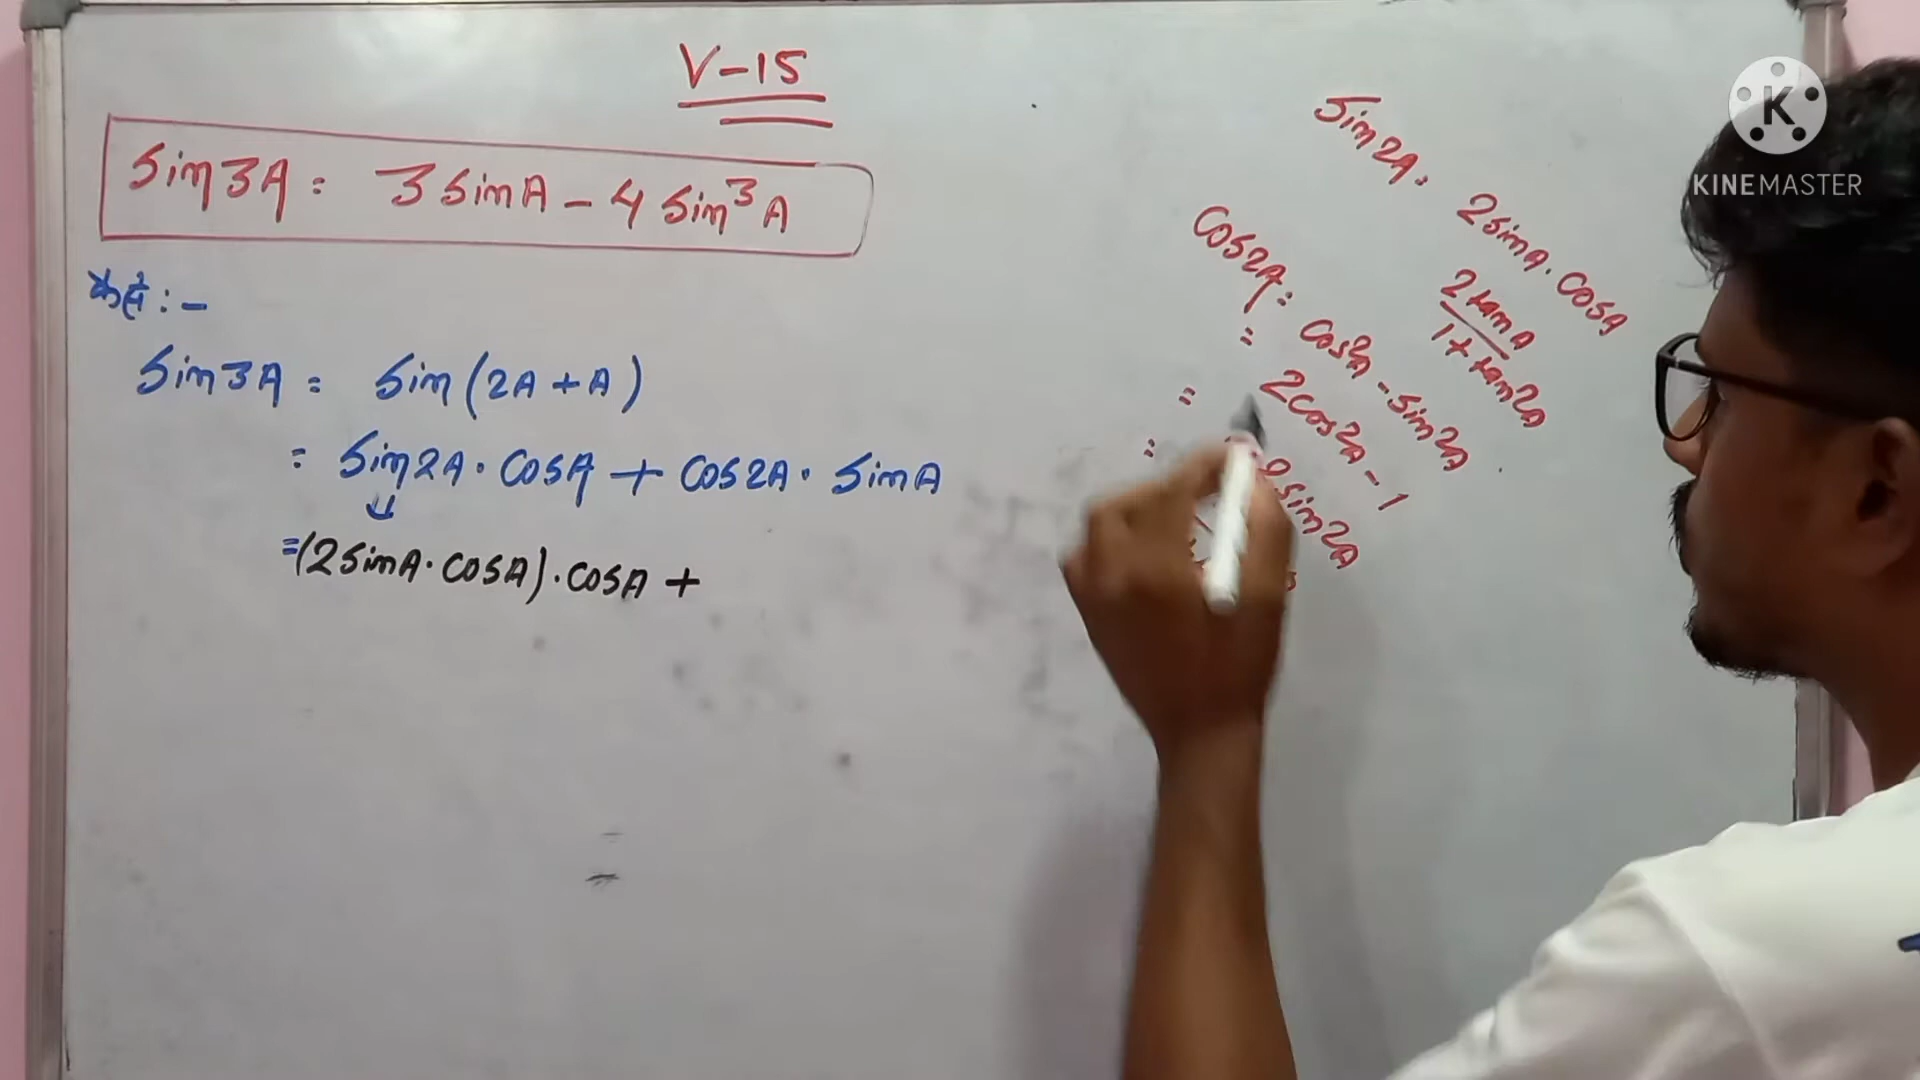 V-15
Sin3A = 3SinA - 4Sin³A
Sin3A = Sin(2A + A)
= Sin2A · CosA + Cos2A · SinA
=(2SinA · CosA) · CosA +
Sin2A = 2SinA · CosA
2tanA
1 + tan²A
Cos2A = Cos²A - Sin²A
= 2Cos²A - 1
= 2Sin²A
=
K
KINEMASTER